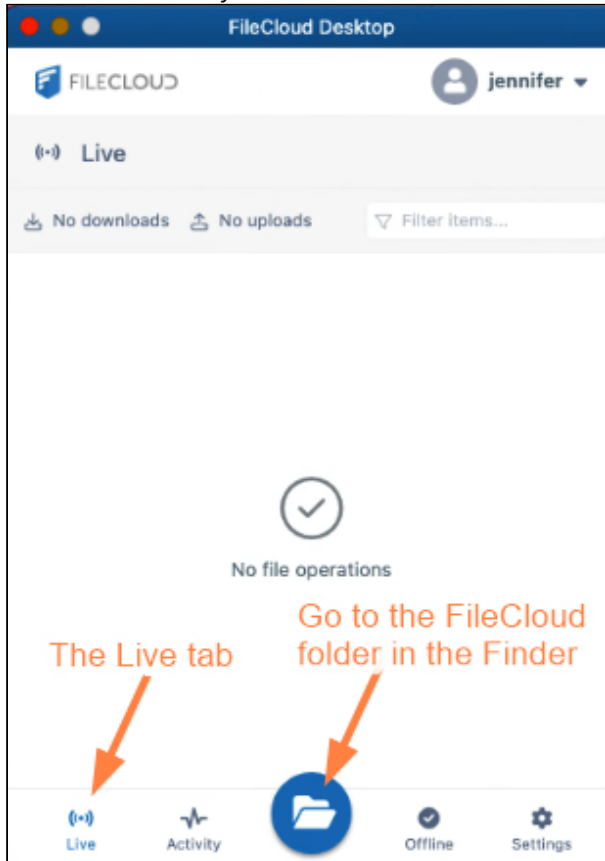 FileCloud Desktop
FILECLOUD
jennifer
Live
No downloads No uploads Filter items...
No file operations
Go to the FileCloud
The Live tab folder in the Finder
Live Activity Offline Settings